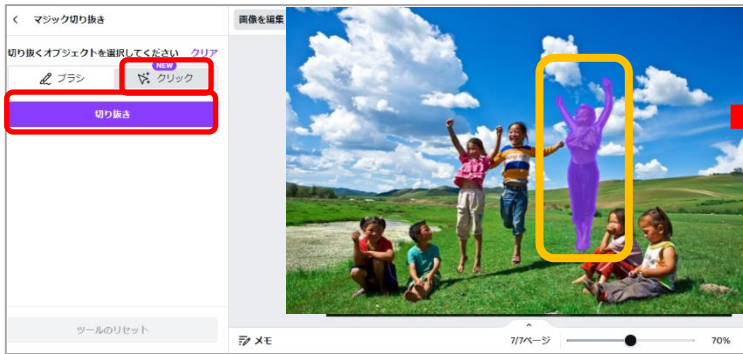 マジック切り抜き
画像を編集
切り抜くオブジェクトを選択してください クリア
NEW
ブラシ
クリック
切り抜き
ツールのリセット
メモ
7/7ページ
70%